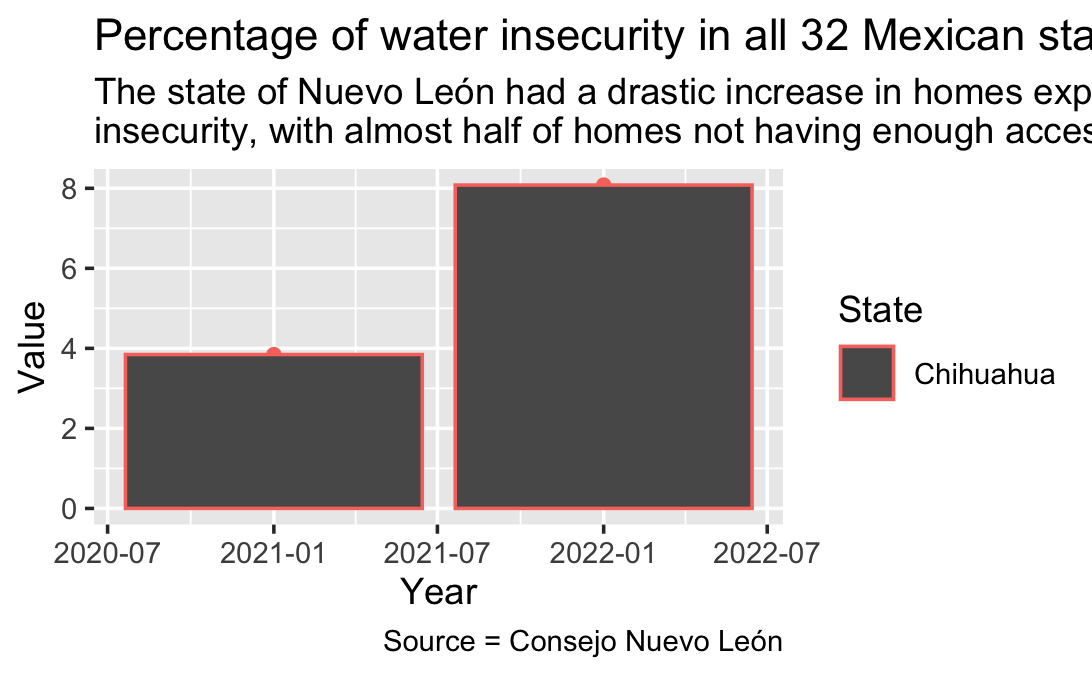 Percentage of water insecurity in all 32 Mexican sta
The state of Nuevo León had a drastic increase in homes exp
insecurity, with almost half of homes not having enough acces
8
6
4
2
0
Value
State
Chihuahua
2020-07 2021-01 2021-07 2022-01 2022-07
Year
Source = Consejo Nuevo León